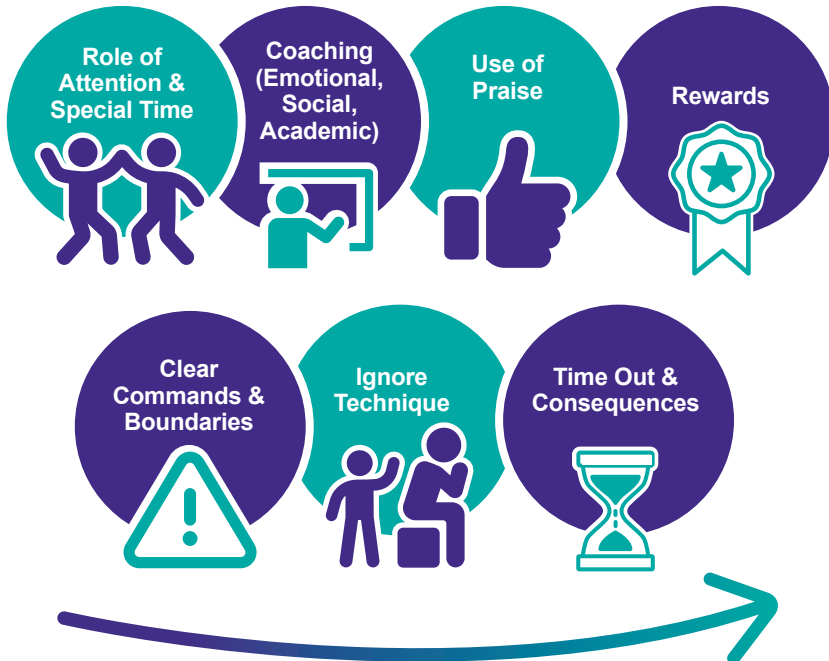 Role of
Attention &
Special Time
Coaching
(Emotional,
Social,
Academic)
Use of
Praise
Rewards
Clear
Commands &
Boundaries
Ignore
Technique
Time Out &
Consequences